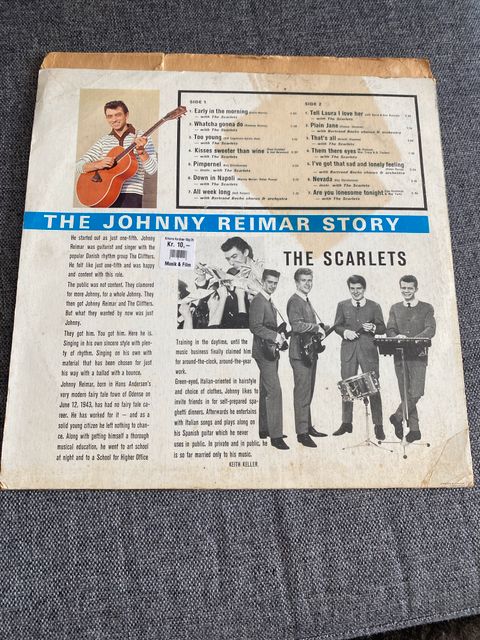 SIDE 1
1. Early in the morning
– with The Scarlets
2. Whatcha gonna do
– with The Scarlets
3. Too young
– with The Scarlets
4. Kisses sweeter than wine
– with The Scarlets
5. Pimpernel
– mus. with The Scarlets
6. Down in Napoli
– with The Scarlets
7. All week long
– with Bertrand Bechs chorus & orchestra
SIDE 2
1. Tell Laura I love her
– with The Scarlets
2. Plain Jane
– with Bertrand Bechs chorus & orchestra
3. That's all
– with The Scarlets
4. Them there eyes
– with The Scarlets
5. I've got that sad and lonely feeling
– with Bertrand Bechs chorus & orchestra
6. Nevada
– mus. with The Scarlets
7. Are you lonesome tonight
– with The Scarlets
THE JOHNNY REIMAR STORY
Kr. 10,–
Musik & Film
THE SCARLETS
He started out as just one-fifth. Johnny
Reimar was guitarist and singer with the
popular Danish rhythm group The Cliffters.
He felt like just one-fifth and was happy
and content with this role.
The public was not content. They clamored
for more Johnny, for a whole Johnny. They
then got Johnny Reimar and The Cliffters.
But what they wanted by now was just
Johnny.
They got him. You got him. Here he is.
Singing in his own sincere style with plen-
ty of rhythm. Singing on his own with
material that has been chosen for just
his way with a ballad with a bounce.
Johnny Reimar, born in Hans Andersen's
very modern fairy tale town of Odense on
June 12, 1943, has had no fairy tale ca-
reer. He has worked for it — and as a
solid young citizen he left nothing to chan-
ce. Along with getting himself a thorough
musical education, he went to art school
at night and to a School for Higher Office
Training in the daytime, until the
music business finally claimed him
for around-the-clock, around-the-year
work.
Green-eyed, Italian-oriented in hairstyle
and choice of clothes. Johnny likes to
invite friends in for self-prepared spa-
ghetti dinners. Afterwards he entertains
with Italian songs and plays along on
his Spanish guitar which he never
uses in public. In private and in public, he
is so far married only to his music.
KEITH KELLER.